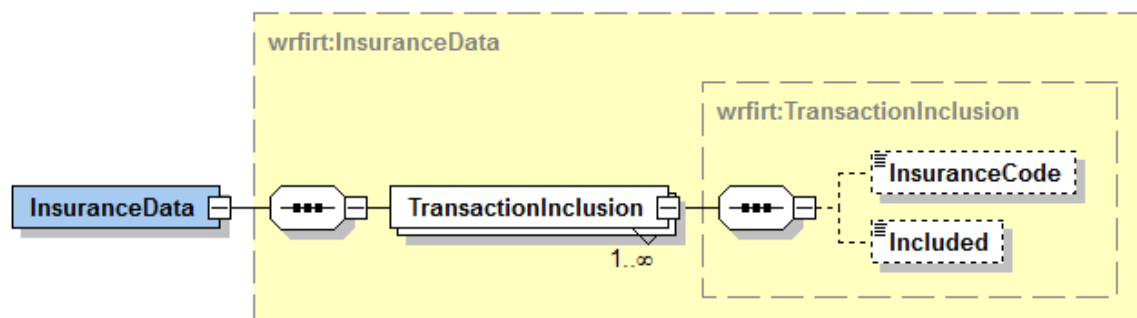 wrfirt:InsuranceData
wrfirt:TransactionInclusion
InsuranceCode
InsuranceData
TransactionInclusion
Included
1..∞